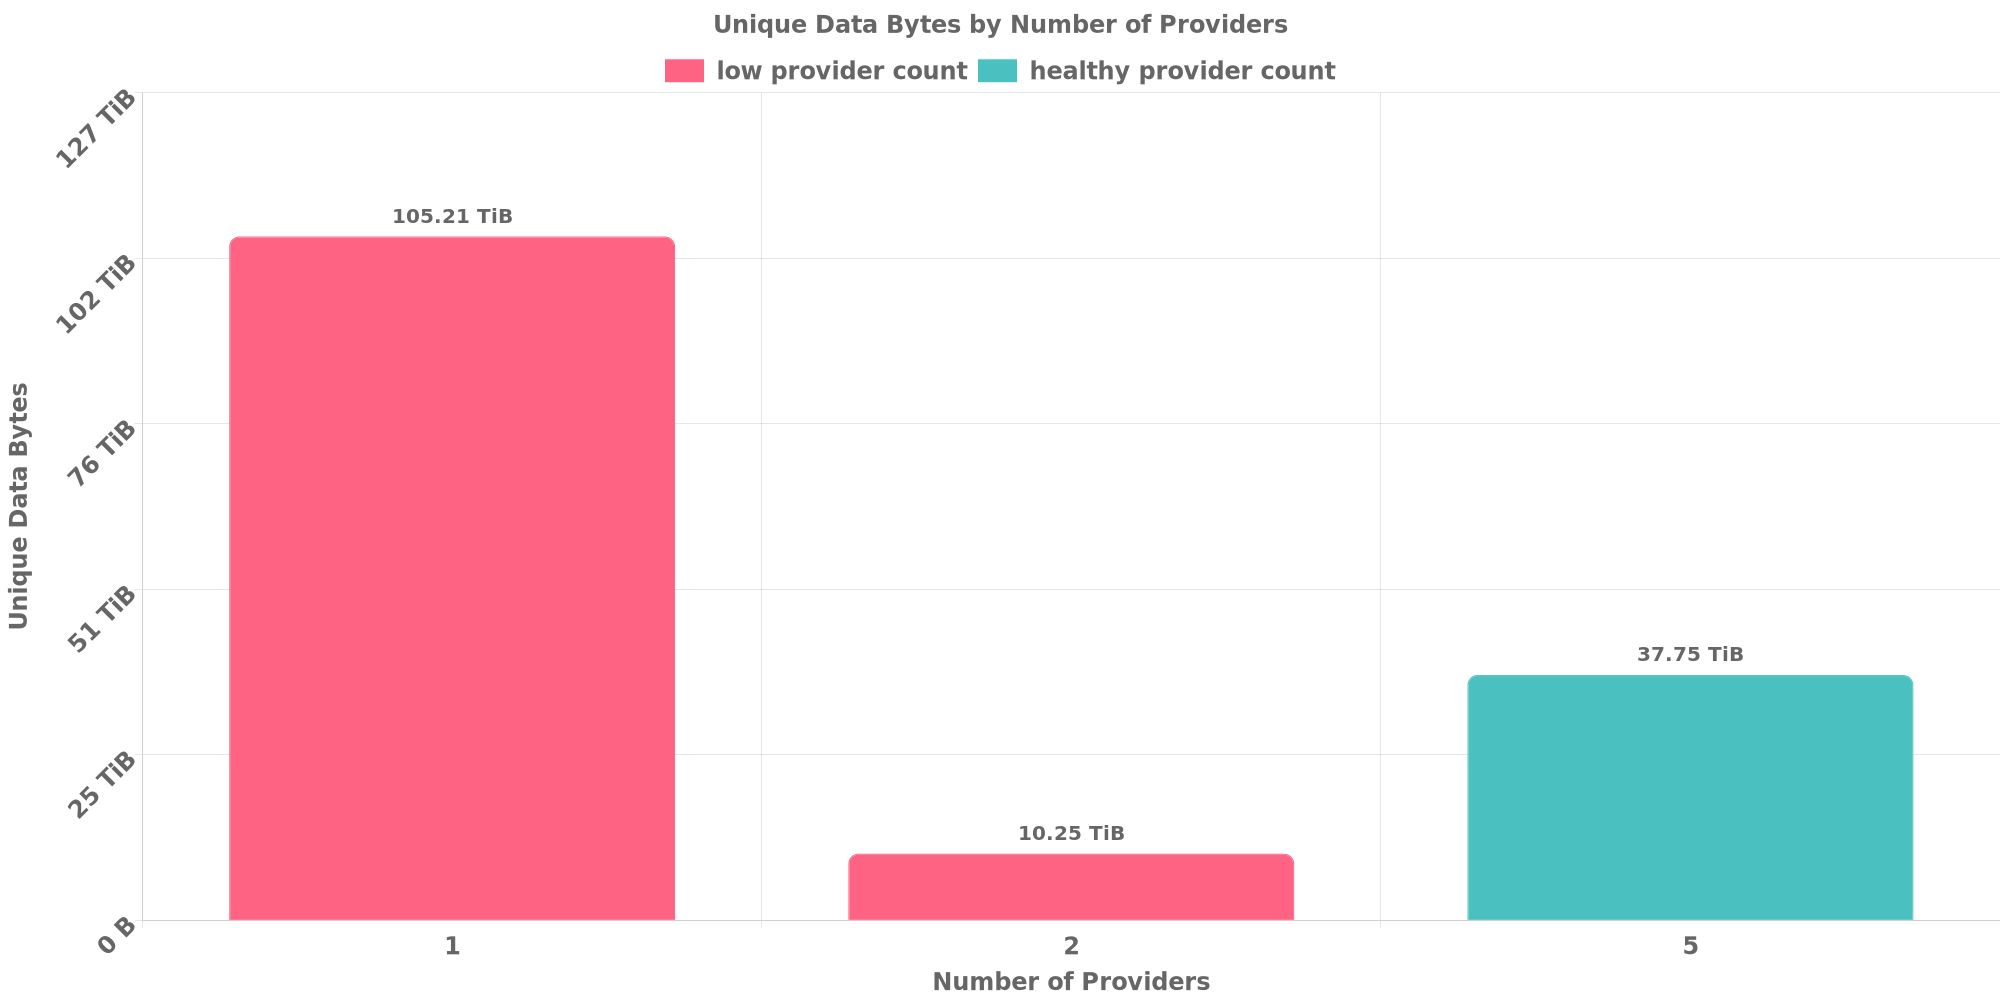 Unique Data Bytes by Number of Providers
low provider count healthy provider count
127 TiB
102 TiB
76 TiB
51 TiB
25 TiB
0 B
Unique Data Bytes
105.21 TiB
10.25 TiB
37.75 TiB
1 2 5
Number of Providers